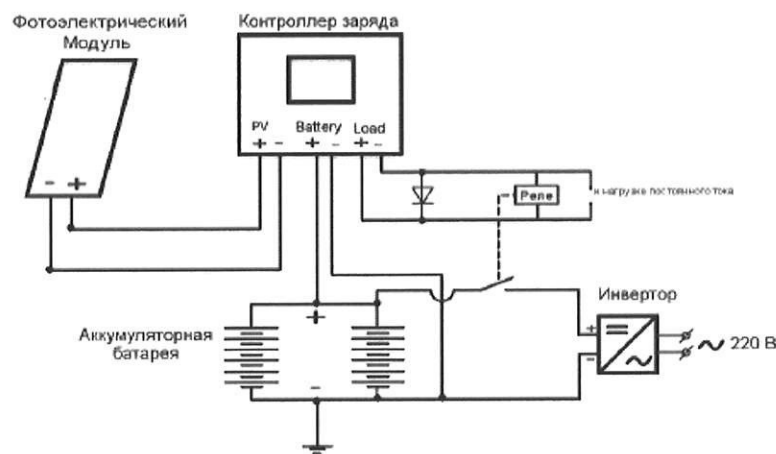 Фотоэлектрический
Модуль
Контроллер заряда
PV Battery Load
+ − + − + −
− +
Реле
к нагрузке постоянного тока
Инвертор
+
Аккумуляторная
батарея
+
−
−
220 В